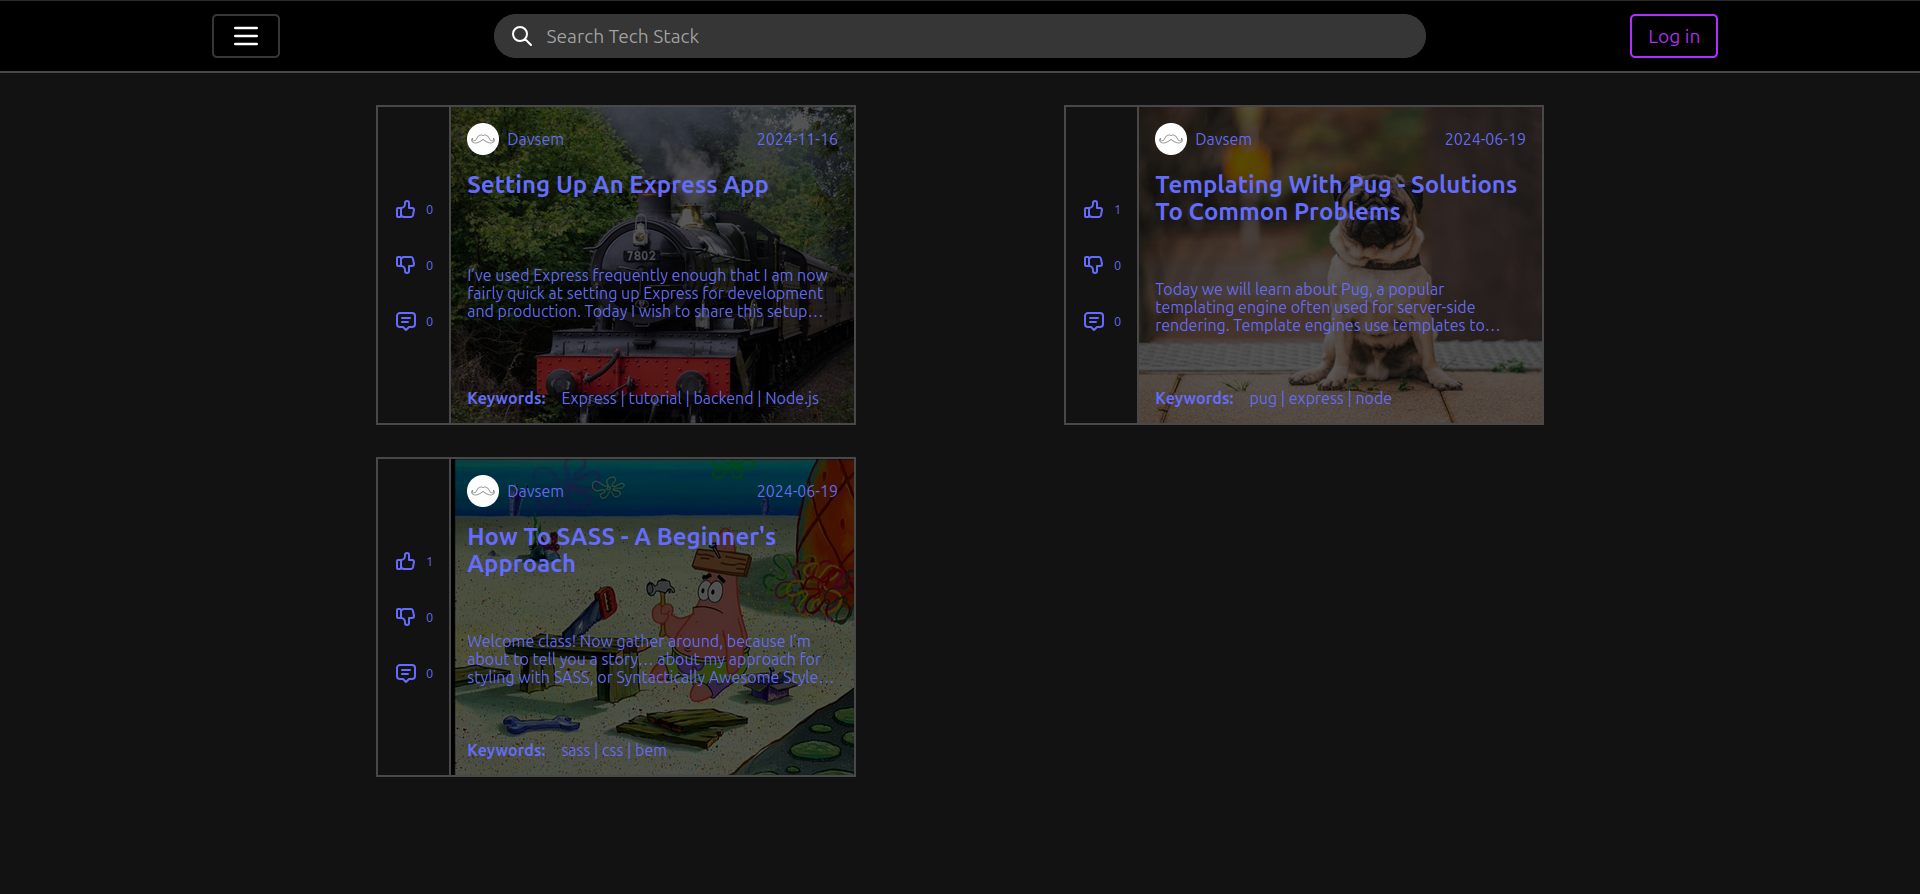 Search Tech Stack
Log in
Davsem
2024-11-16
Setting Up An Express App
0
0
0
7802
I've used Express frequently enough that I am now
fairly quick at setting up Express for development
and production. Today I wish to share this setup…
Keywords: Express | tutorial | backend | Node.js
Davsem
2024-06-19
Templating With Pug - Solutions
To Common Problems
1
0
0
Today we will learn about Pug, a popular
templating engine often used for server-side
rendering. Template engines use templates to…
Keywords: pug | express | node
Davsem
2024-06-19
How To SASS - A Beginner's
Approach
1
0
0
Welcome class! Now gather around, because I'm
about to tell you a story... about my approach for
styling with SASS, or Syntactically Awesome Style…
Keywords: sass | css | bem